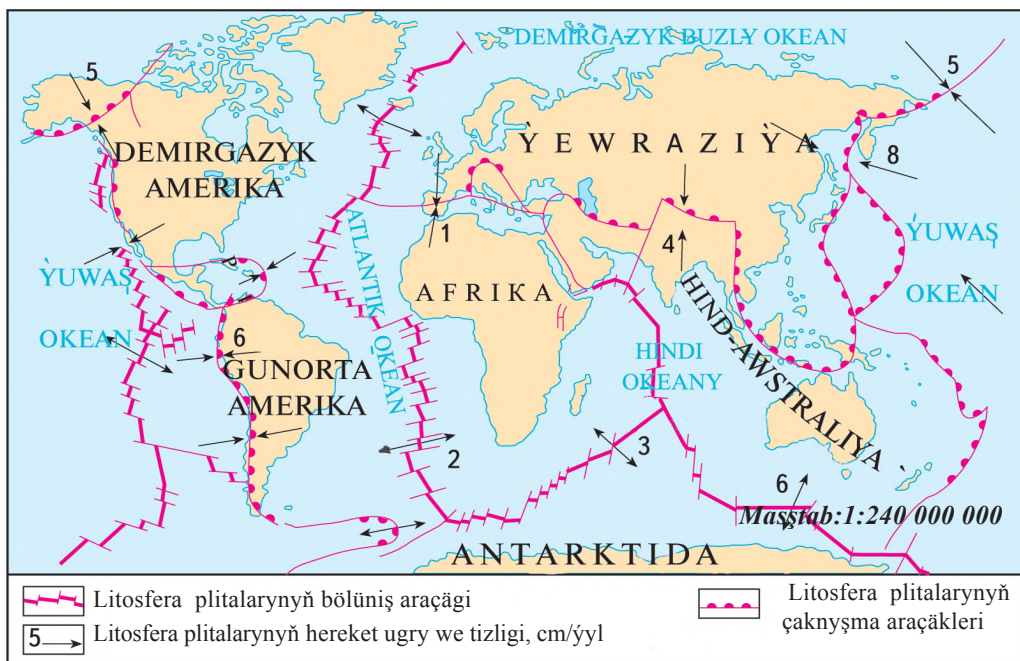 DEMIRGAZYK BUZLY OKEAN
5
5
ÝEWRAZIÝA
DEMIRGAZYK
AMERIKA
8
1
4
ÝUWAŞ
OKEAN
ATLANTIK OKEAN
AFRIKA
ÝUWAŞ
OKEAN
HIND-AWSTRALIYA
6
GUNORTA
AMERIKA
HINDI
OKEANY
2
3
6
Masştab:1:240 000 000
ANTARKTIDA
Litosfera plitalarynyň bölüniş araçägi
5 Litosfera plitalarynyň hereket ugry we tizligi, cm/ýyl
Litosfera plitalarynyň
çaknyşma araçäkleri